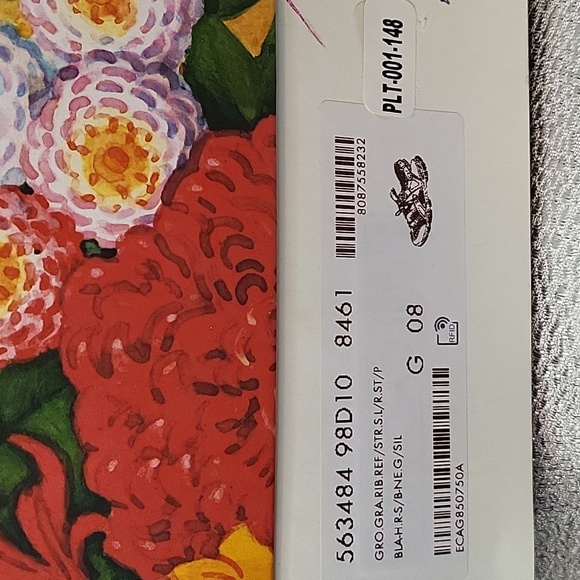 PLT-001-148
8087558232
563484 98D10 8461
GRO.GRA.RIB.REF/STR.S.L/R.ST/P
BLA-H.R-S/B-NE.G/SIL
G 08
RFID
ECAG850750A